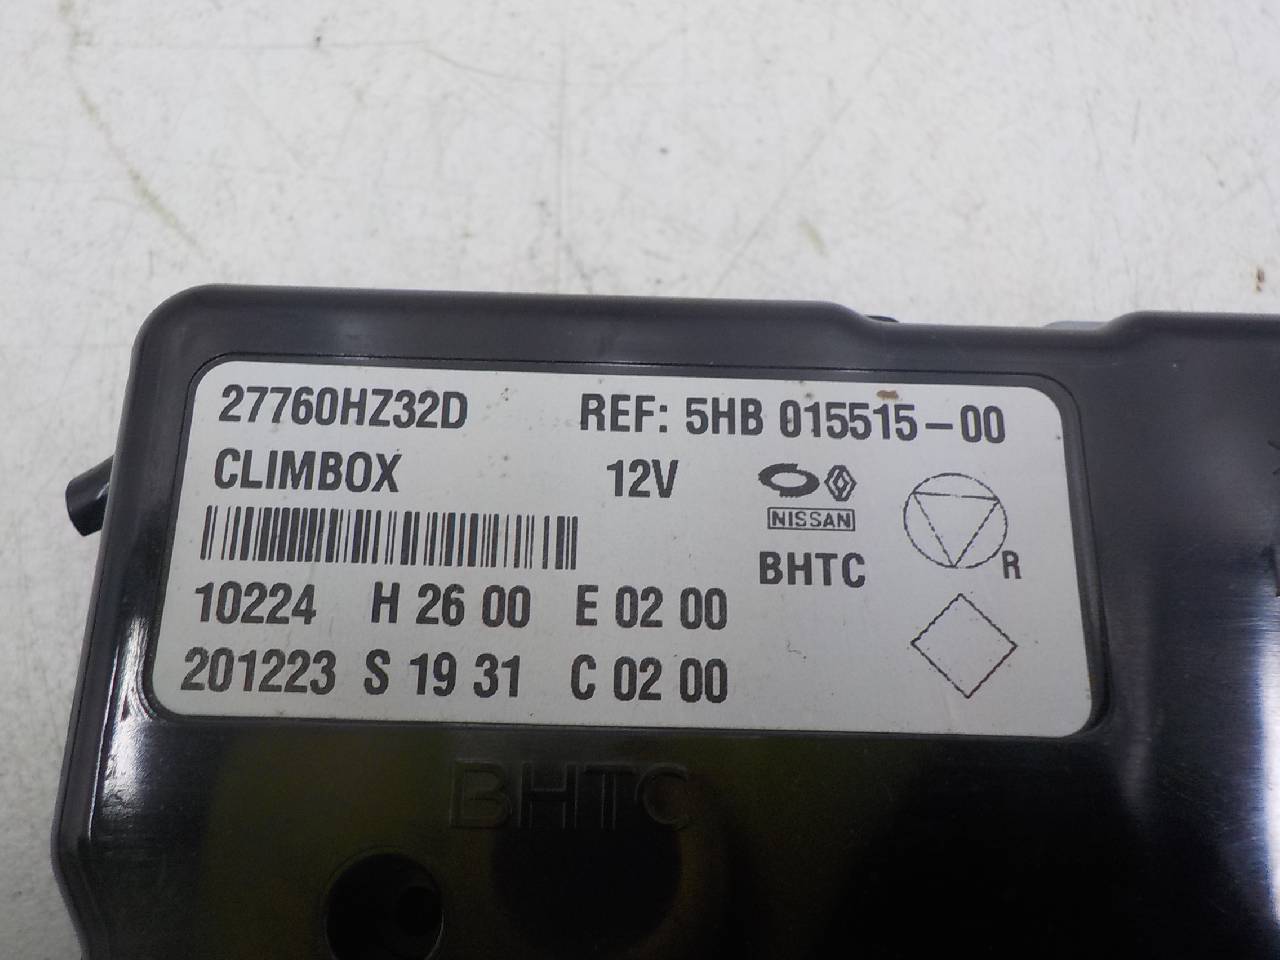 27760HZ32D REF: 5HB 015515-00
CLIMBOX 12V
NISSAN
BHTC
R
10224 H 26 00 E 02 00
201223 S 19 31 C 02 00
BHTC